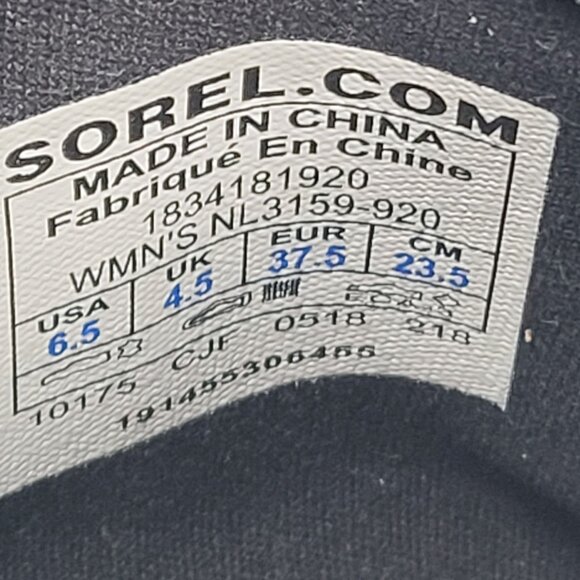 SOREL.COM
MADE IN CHINA
Fabriqué En Chine
1834181920
WMN'S NL3159-920
USA UK EUR CM
6.5 4.5 37.5 23.5
10175 CJF 0518 218
191455306466